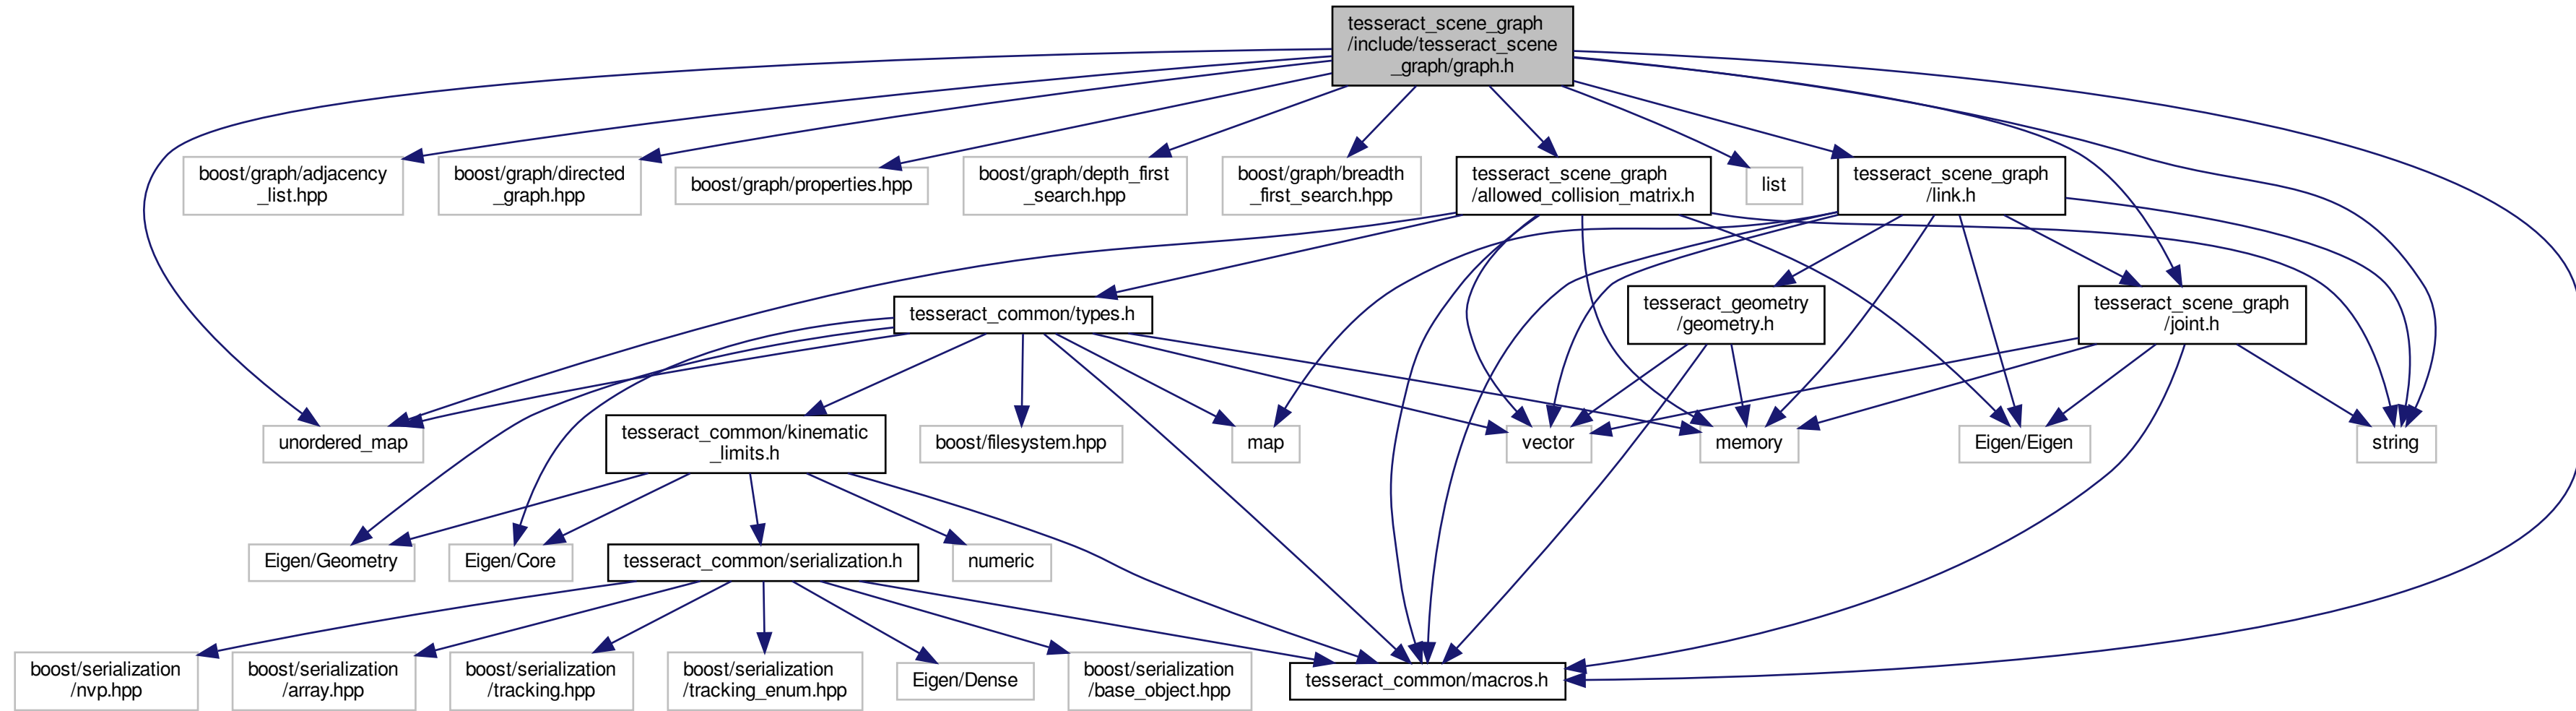 tesseract_scene_graph
/include/tesseract_scene
_graph/graph.h
boost/graph/adjacency
_list.hpp
boost/graph/directed
_graph.hpp
boost/graph/properties.hpp
boost/graph/depth_first
_search.hpp
boost/graph/breadth
_first_search.hpp
tesseract_scene_graph
/allowed_collision_matrix.h
list
tesseract_scene_graph
/link.h
tesseract_common/types.h
tesseract_geometry
/geometry.h
tesseract_scene_graph
/joint.h
unordered_map
tesseract_common/kinematic
_limits.h
boost/filesystem.hpp
map
vector
memory
Eigen/Eigen
string
Eigen/Geometry
Eigen/Core
tesseract_common/serialization.h
numeric
boost/serialization
/nvp.hpp
boost/serialization
/array.hpp
boost/serialization
/tracking.hpp
boost/serialization
/tracking_enum.hpp
Eigen/Dense
boost/serialization
/base_object.hpp
tesseract_common/macros.h